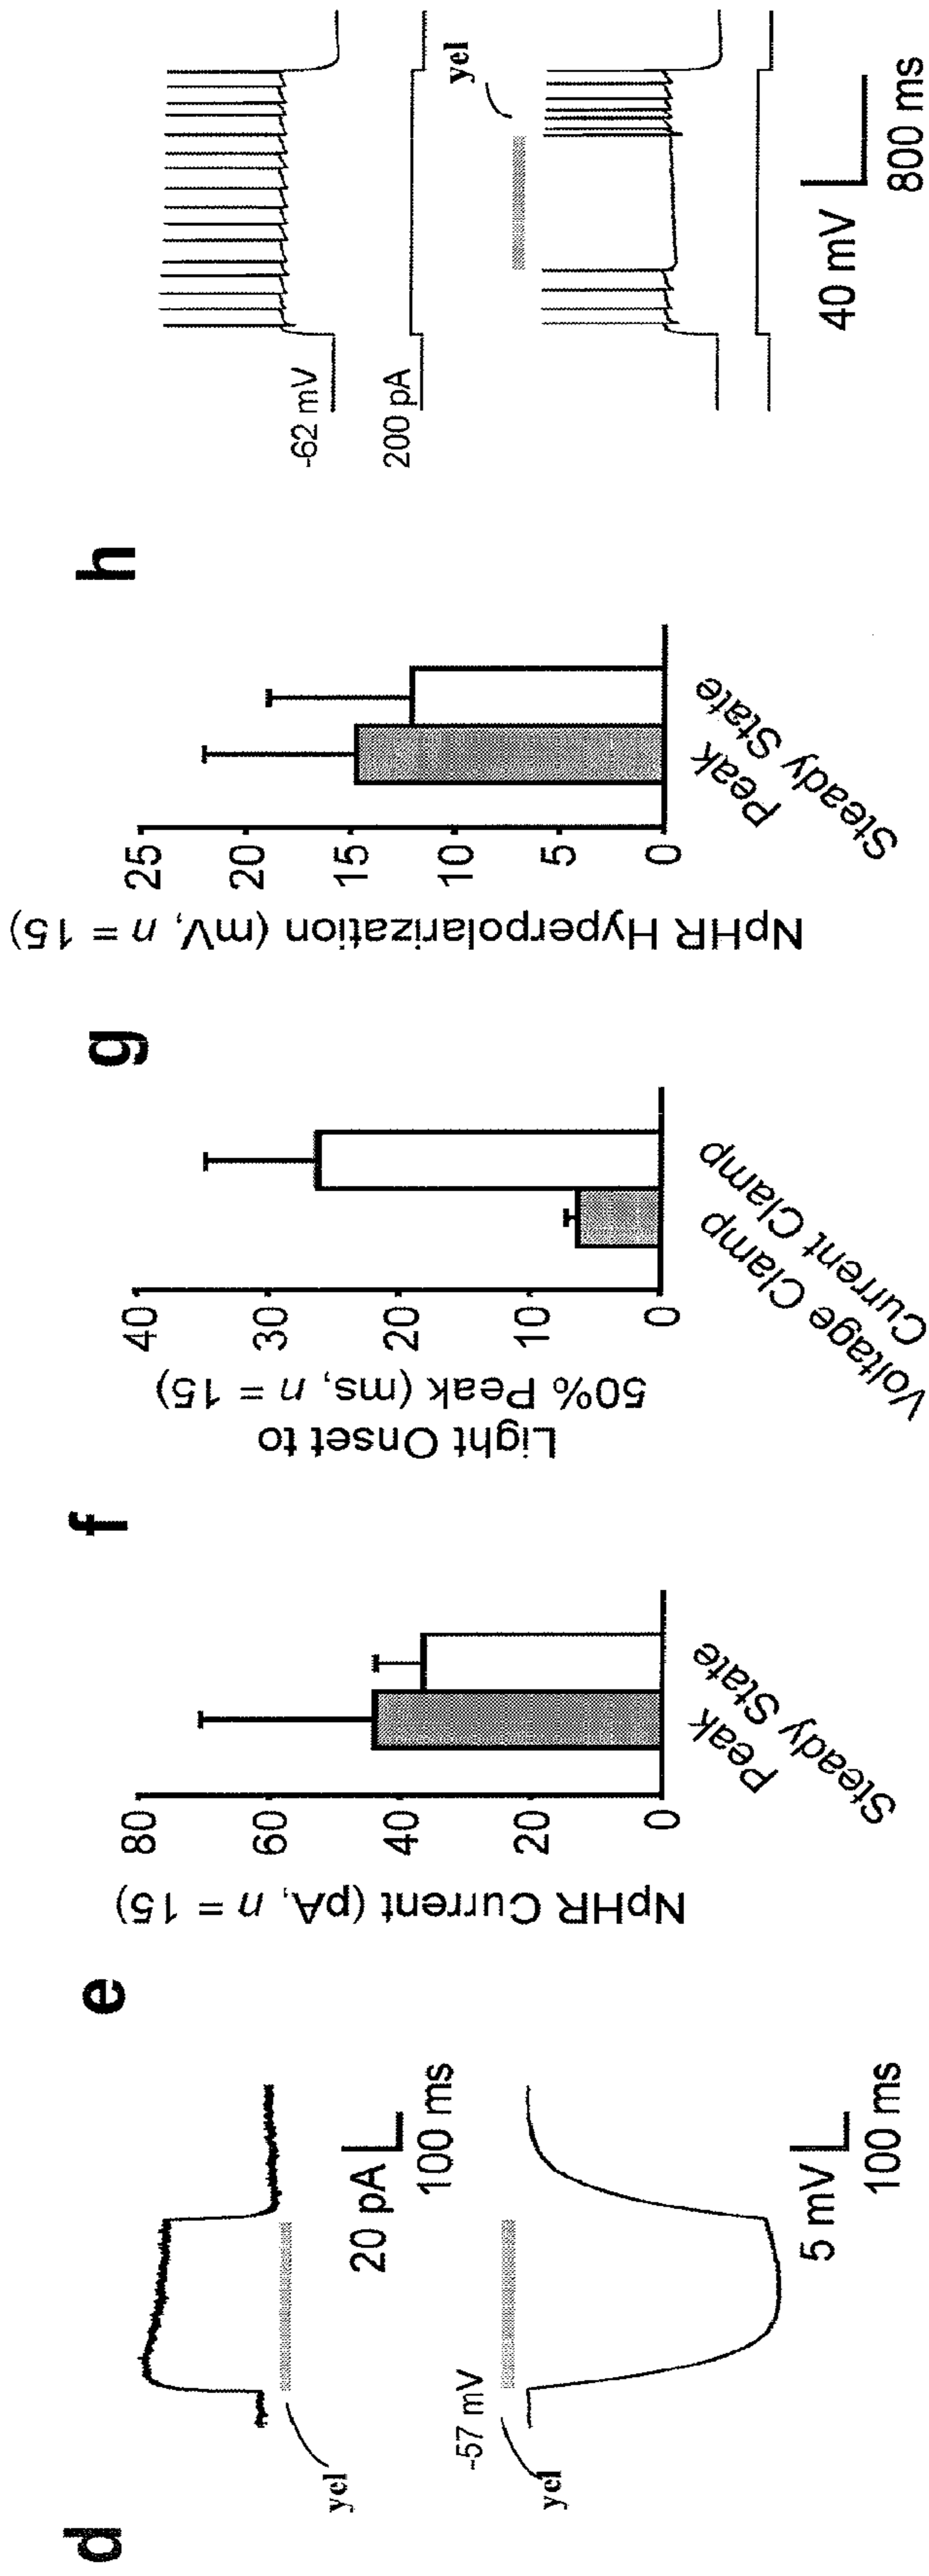 d
yel
20 pA
100 ms
-57 mV
yel
5 mV
100 ms
e
NpHR Current (pA, n = 15)
80
60
40
20
0
Peak
Steady State
f
Light Onset to
50% Peak (ms, n = 15)
40
30
20
10
0
Voltage Clamp
Current Clamp
g
NpHR Hyperpolarization (mV, n = 15)
25
20
15
10
5
0
Peak
Steady State
h
-62 mV
200 pA
yel
40 mV
800 ms